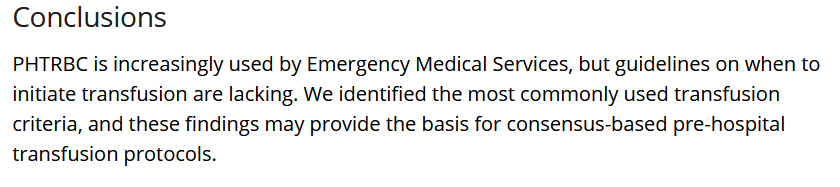 Conclusions
PHTRBC is increasingly used by Emergency Medical Services, but guidelines on when to
initiate transfusion are lacking. We identified the most commonly used transfusion
criteria, and these findings may provide the basis for consensus-based pre-hospital
transfusion protocols.